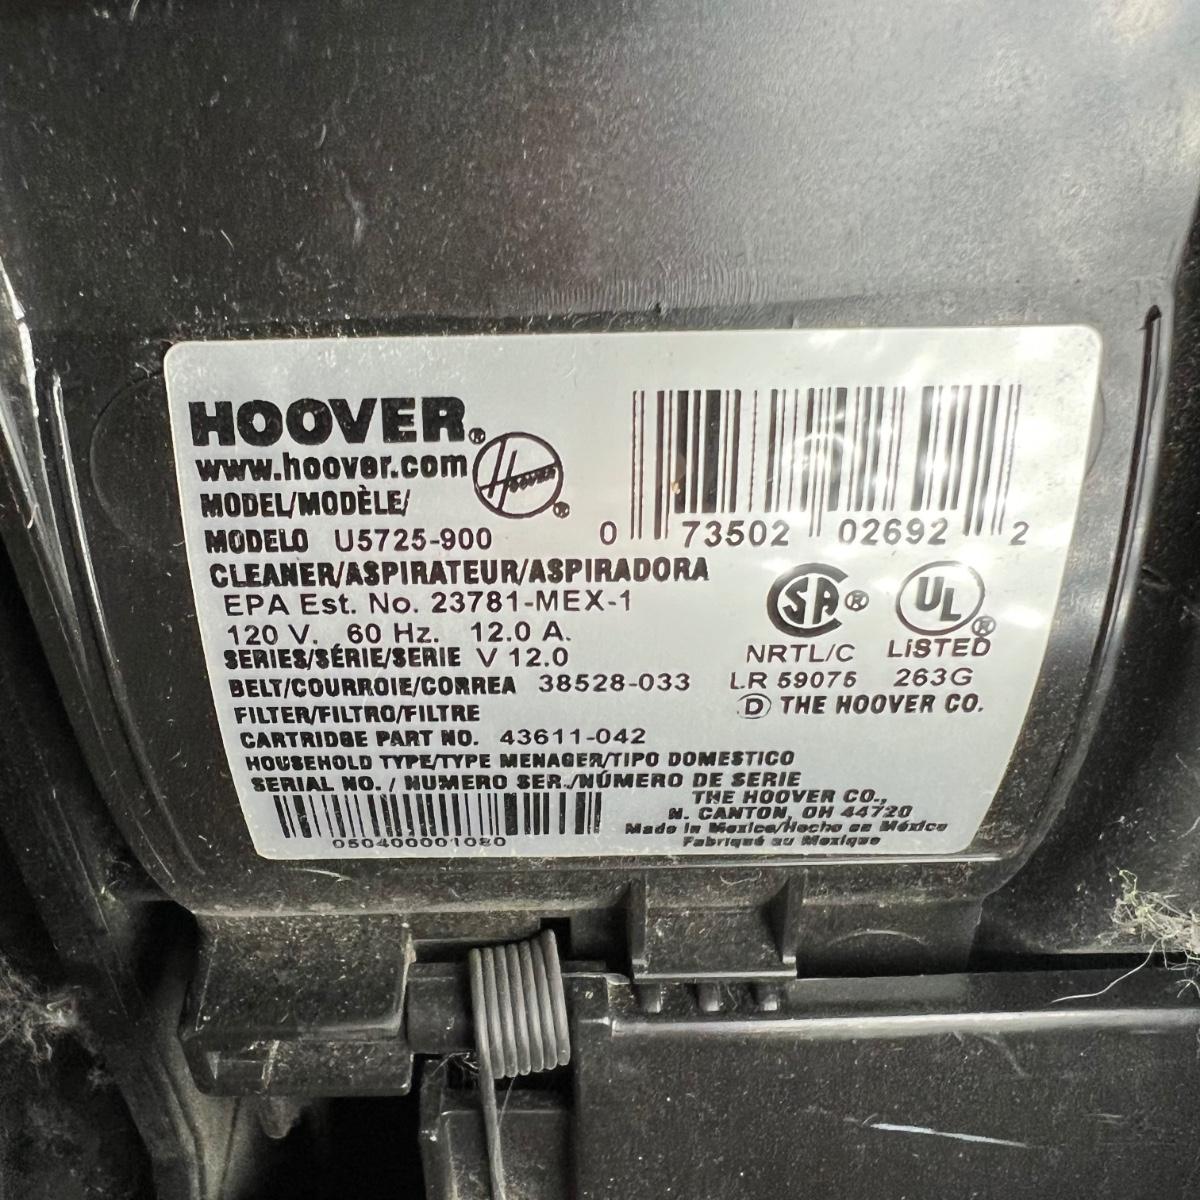 HOOVER®
www.hoover.com
Hoover®
MODEL/MODÈLE/
MODELO U5725-900
0 73502 02692 2
CLEANER/ASPIRATEUR/ASPIRADORA
EPA Est. No. 23781-MEX-1
120 V. 60 Hz. 12.0 A.
SERIES/SÉRIE/SERIE V 12.0
BELT/COURROIE/CORREA 38528-033
FILTER/FILTRO/FILTRE
CARTRIDGE PART NO. 43611-042
HOUSEHOLD TYPE/TYPE MENAGER/TIPO DOMESTICO
SERIAL NO. / NUMERO SER./NÚMERO DE SERIE
050400001080
SA®
NRTL/C
LR 59075
UL®
LISTED
263G
D THE HOOVER CO.
THE HOOVER CO.,
N. CANTON, OH 44720
Made in Mexico/Hecho en México
Fabriqué au Mexique